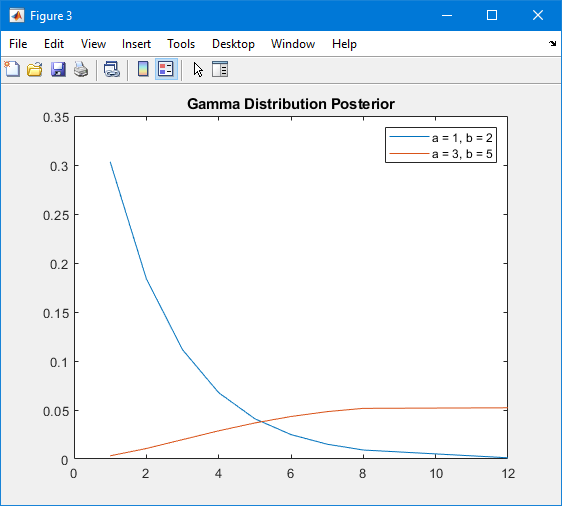 Figure 3
File Edit View Insert Tools Desktop Window Help
Gamma Distribution Posterior
a = 1, b = 2
a = 3, b = 5
0.35
0.3
0.25
0.2
0.15
0.1
0.05
0
0 2 4 6 8 10 12